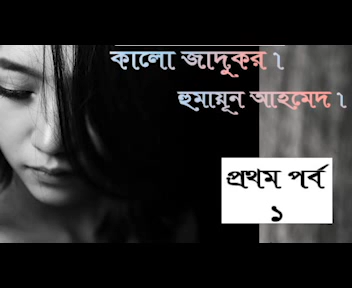 কালো জাদুকর ৷
হুমায়ূন আহমেদ ৷
প্রথম পর্ব
১